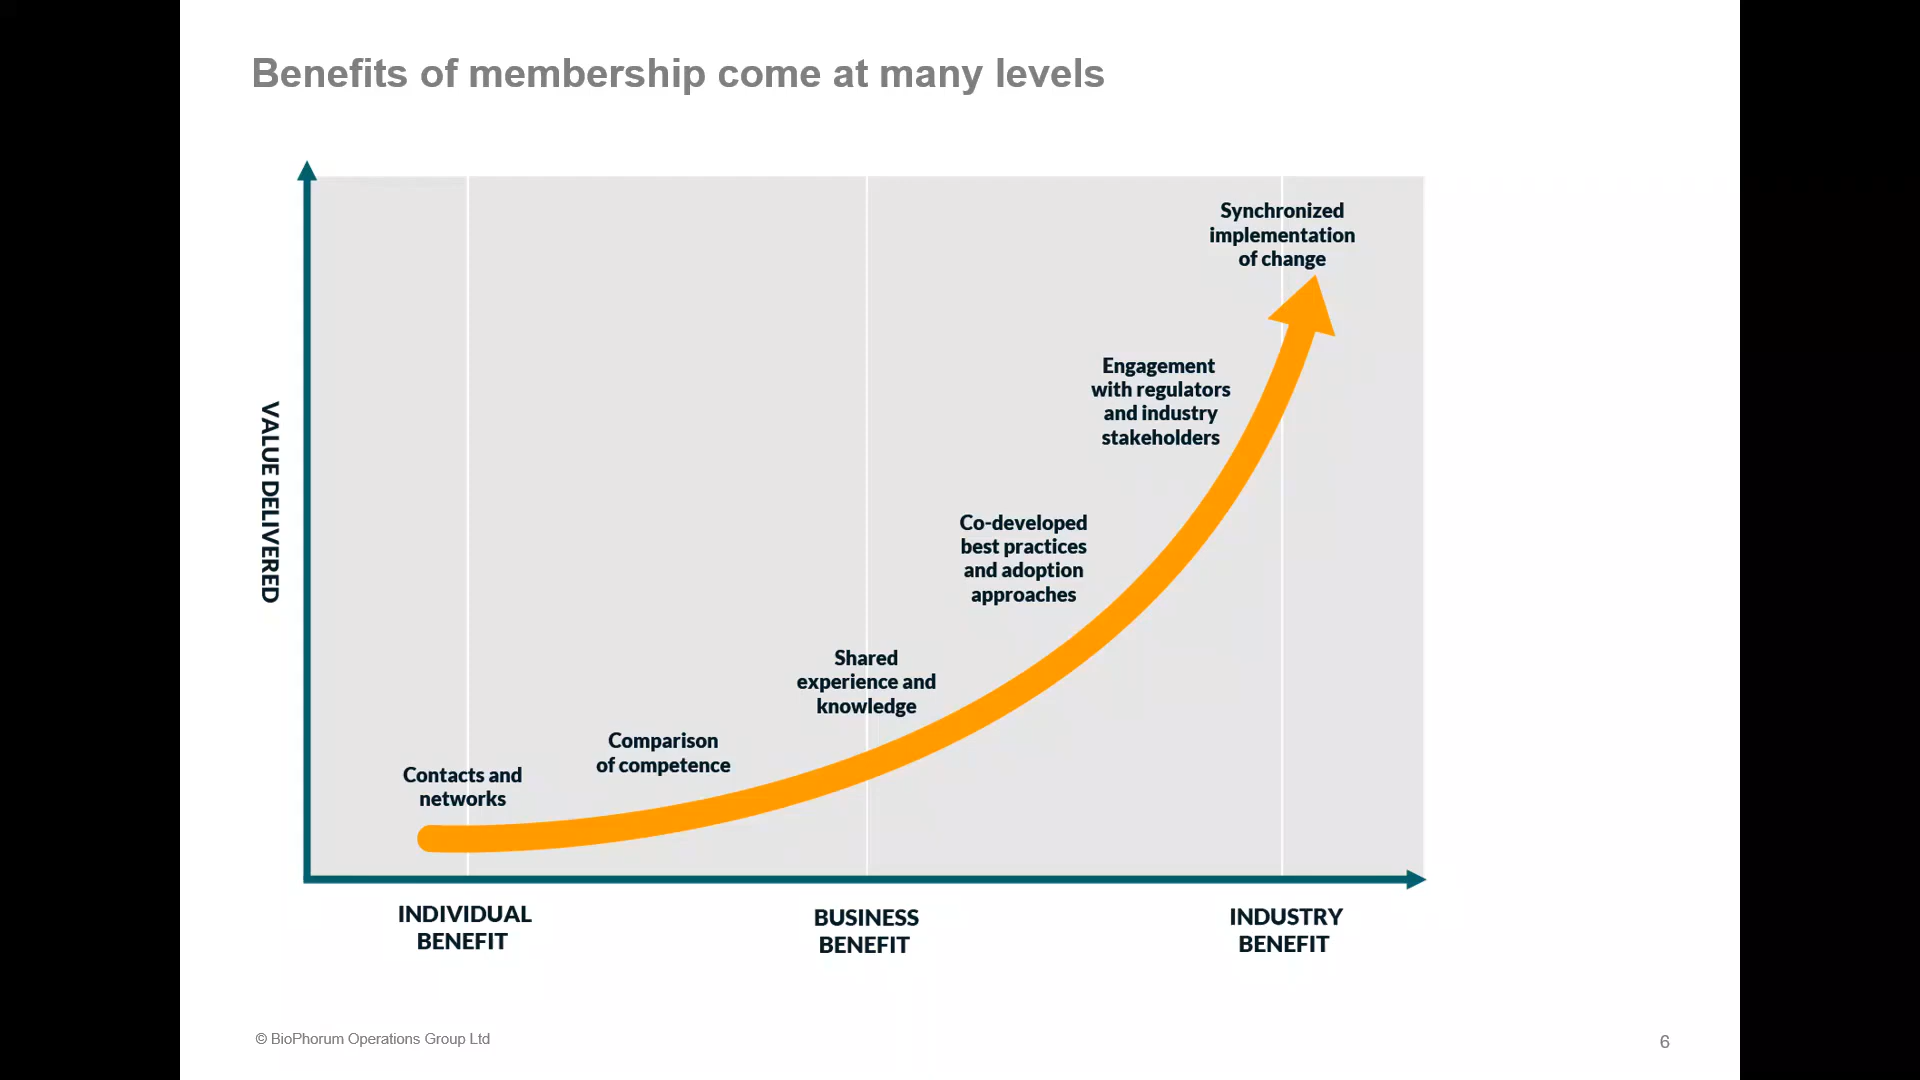 Benefits of membership come at many levels
Synchronized
implementation
of change
Engagement
with regulators
and industry
stakeholders
Co-developed
best practices
and adoption
approaches
Shared
experience and
knowledge
Comparison
of competence
Contacts and
networks
VALUE DELIVERED
INDIVIDUAL
BENEFIT
BUSINESS
BENEFIT
INDUSTRY
BENEFIT
© BioPhorum Operations Group Ltd
6